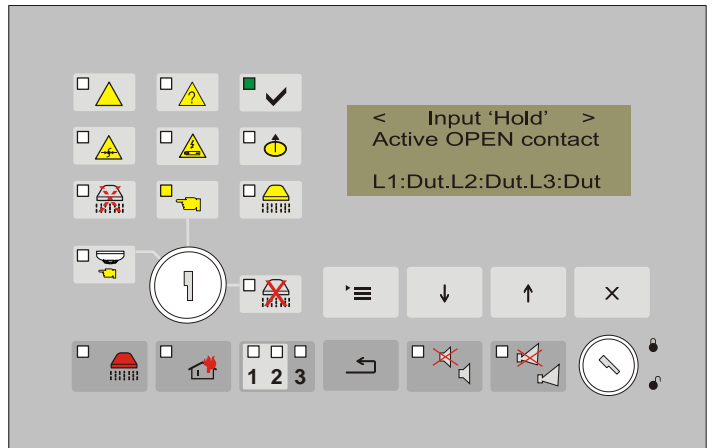 ?
< Input ‘Hold’ >
Active OPEN contact
L1:Dut.L2:Dut.L3:Dut
1 2 3